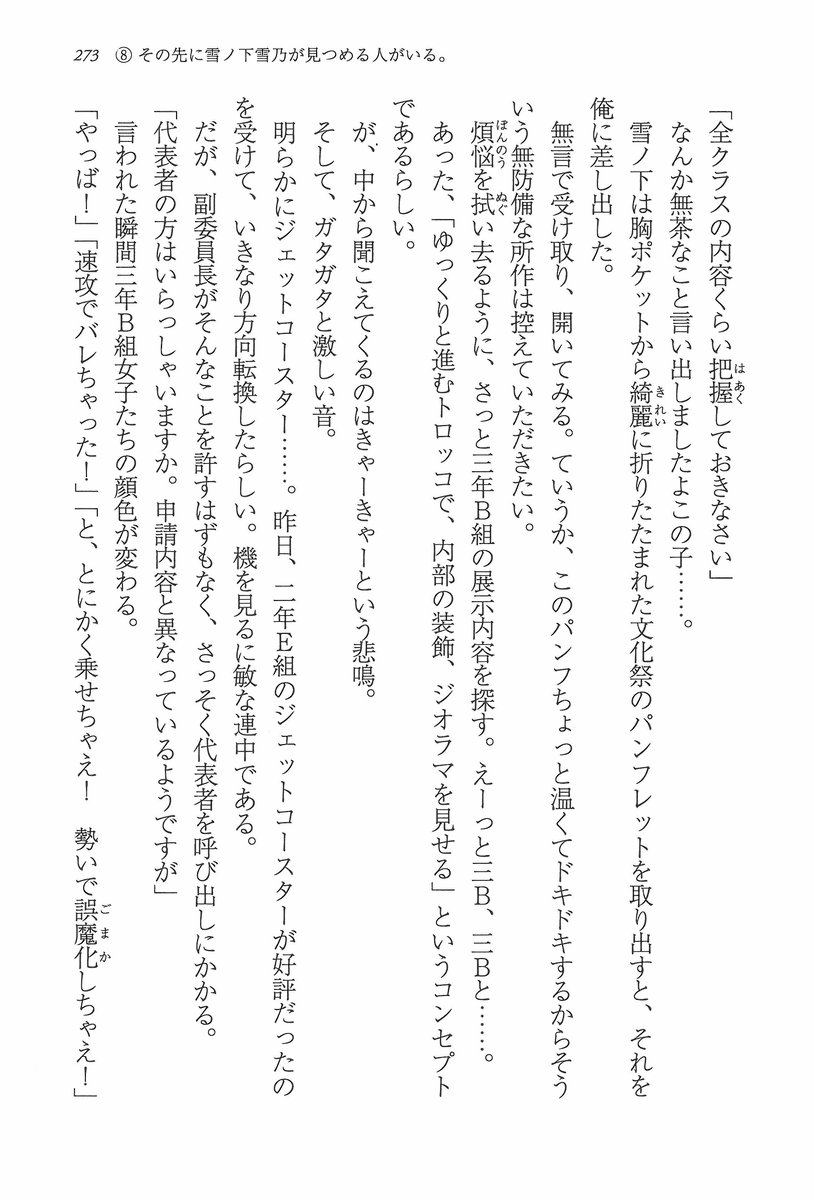 273 ⑧ その先に雪ノ下雪乃が見つめる人がいる。
「全クラスの内容くらい把握しておきなさい」
なんか無茶なこと言い出しましたよこの子……。
雪ノ下は胸ポケットから綺麗に折りたたまれた文化祭のパンフレットを取り出すと、それを
俺に差し出した。
無言で受け取り、開いてみる。ていうか、このパンフちょっと温くてドキドキするからそう
いう無防備な所作は控えていただきたい。
煩悩を拭い去るように、さっと三年B組の展示内容を探す。えーっと三B、三Bと……。
あった、「ゆっくりと進むトロッコで、内部の装飾、ジオラマを見せる」というコンセプト
であるらしい。
が、中から聞こえてくるのはきゃーきゃーという悲鳴。
そして、ガタガタと激しい音。
明らかにジェットコースター……。昨日、二年E組のジェットコースターが好評だったの
を受けて、いきなり方向転換したらしい。機を見るに敏な連中である。
だが、副委員長がそんなことを許すはずもなく、さっそく代表者を呼び出しにかかる。
「代表者の方はいらっしゃいますか。申請内容と異なっているようですが」
言われた瞬間三年B組女子たちの顔色が変わる。
「やっば！」「速攻でバレちゃった！」「と、とにかく乗せちゃえ！　勢いで誤魔化しちゃえ！」